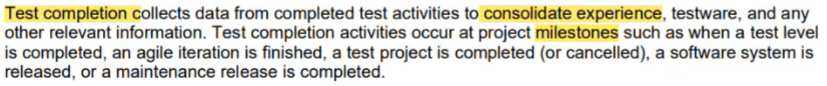 Test completion collects data from completed test activities to consolidate experience, testware, and any
other relevant information. Test completion activities occur at project milestones such as when a test level
is completed, an agile iteration is finished, a test project is completed (or cancelled), a software system is
released, or a maintenance release is completed.